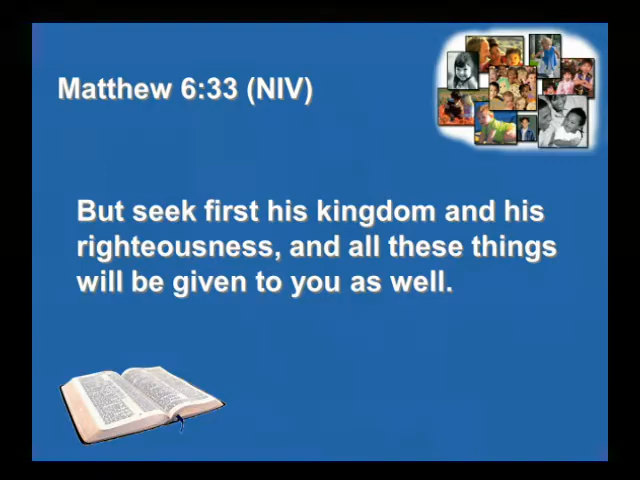 Matthew 6:33 (NIV)
But seek first his kingdom and his
righteousness, and all these things
will be given to you as well.